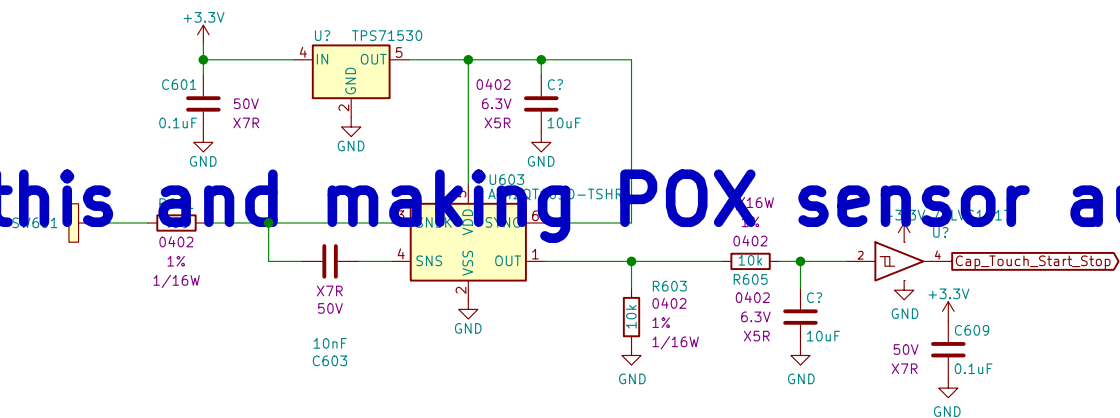 +3.3V
U? TPS71530
4 IN OUT 5
GND
2
C601
50V
X7R
0.1uF
GND
GND
0402 C?
6.3V
X5R 10uF
GND
this and making POX sensor
U603
VDD
SYNC 6
4 SNS OUT 1
VSS
2
GND
0402
1%
1/16W
X7R
50V
10nF
C603
R603
0402
1%
1/16W
10k
GND
1/16W
1%
0402
10k
R605
0402 C?
6.3V
X5R 10uF
GND
+3.3V
U?
2 4 Cap_Touch_Start_Stop
GND
+3.3V
C609
50V
X7R 0.1uF
GND